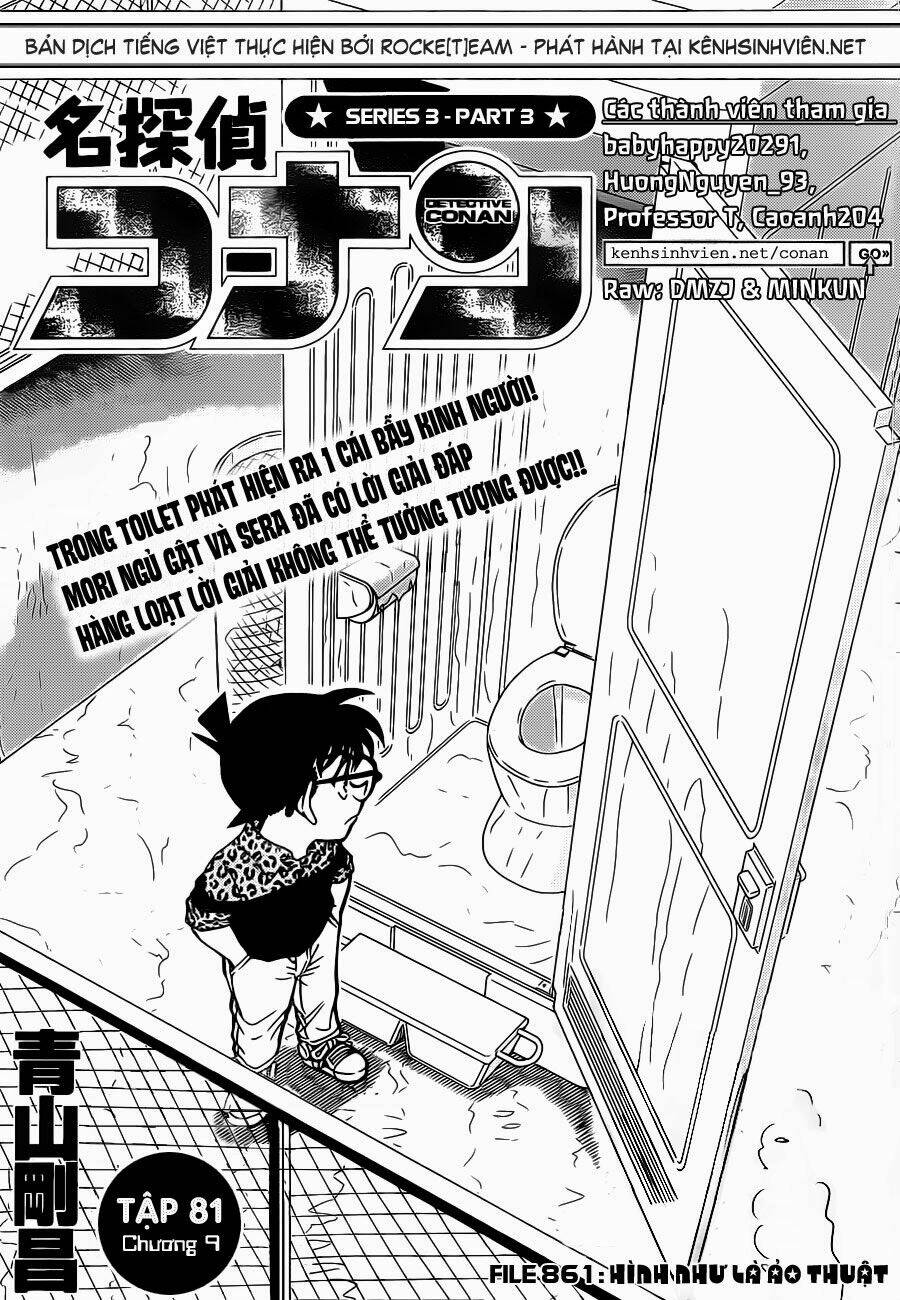 BẢN DỊCH TIẾNG VIỆT THỰC HIỆN BỞI ROCKE[T]EAM - PHÁT HÀNH TẠI KÊNHSINHVIÊN.NET
名探偵
コナン
DETECTIVE
CONAN
★ SERIES 3 - PART 3 ★
Các thành viên tham gia
babyhappy20291,
HuongNguyen_93,
Professor T, Caoanh204
kenhsinhvien.net/conan GO»
Raw: DMZJ & MINKUN
TRONG TOILET PHÁT HIỆN RA 1 CÁI BẪY KINH NGƯỜI!
MORI NGỦ GẬT VÀ SERA ĐÃ CÓ LỜI GIẢI ĐÁP
HÀNG LOẠT LỜI GIẢI KHÔNG THỂ TƯỞNG TƯỢNG ĐƯỢC!!
青山剛昌
TẬP 81
Chương 9
FILE 861 : HÌNH NHƯ LÀ ẢO THUẬT